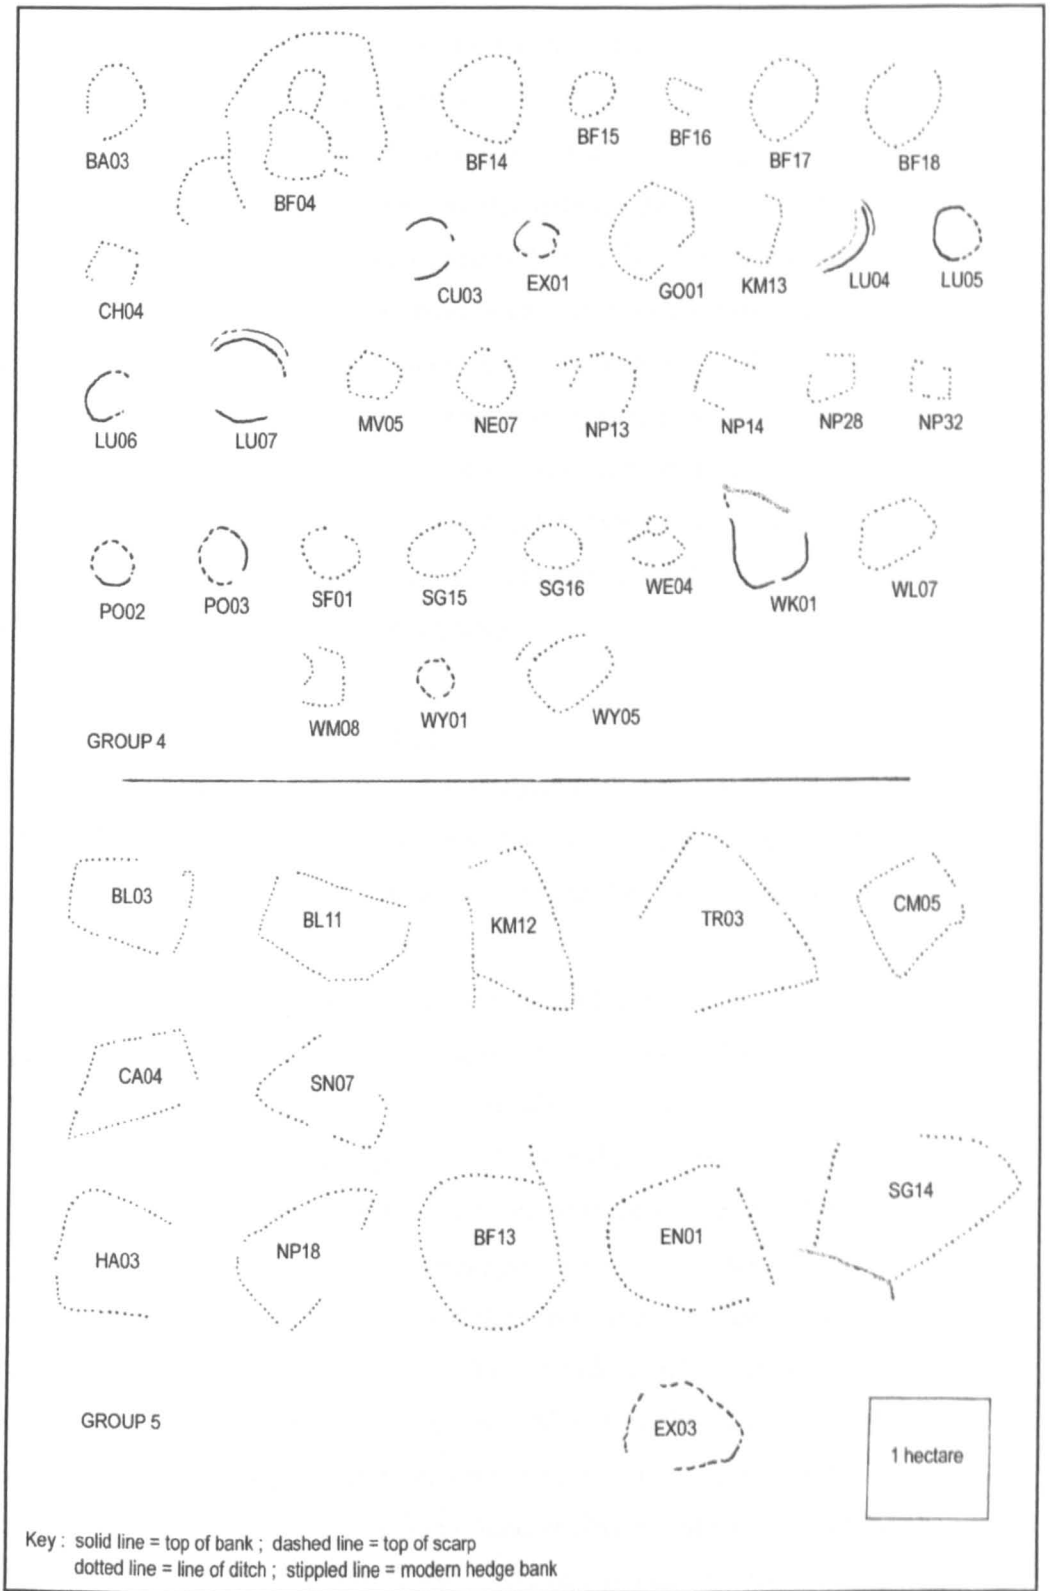 BA03
BF04
BF14
BF15
BF16
BF17
BF18
CH04
CU03
EX01
GO01
KM13
LU04
LU05
LU06
LU07
MV05
NE07
NP13
NP14
NP28
NP32
PO02
PO03
SF01
SG15
SG16
WE04
WK01
WL07
WM08
WY01
WY05
GROUP 4
BL03
BL11
KM12
TR03
CM05
CA04
SN07
HA03
NP18
BF13
EN01
SG14
GROUP 5
EX03
1 hectare
Key : solid line = top of bank ; dashed line = top of scarp
dotted line = line of ditch ; stippled line = modern hedge bank